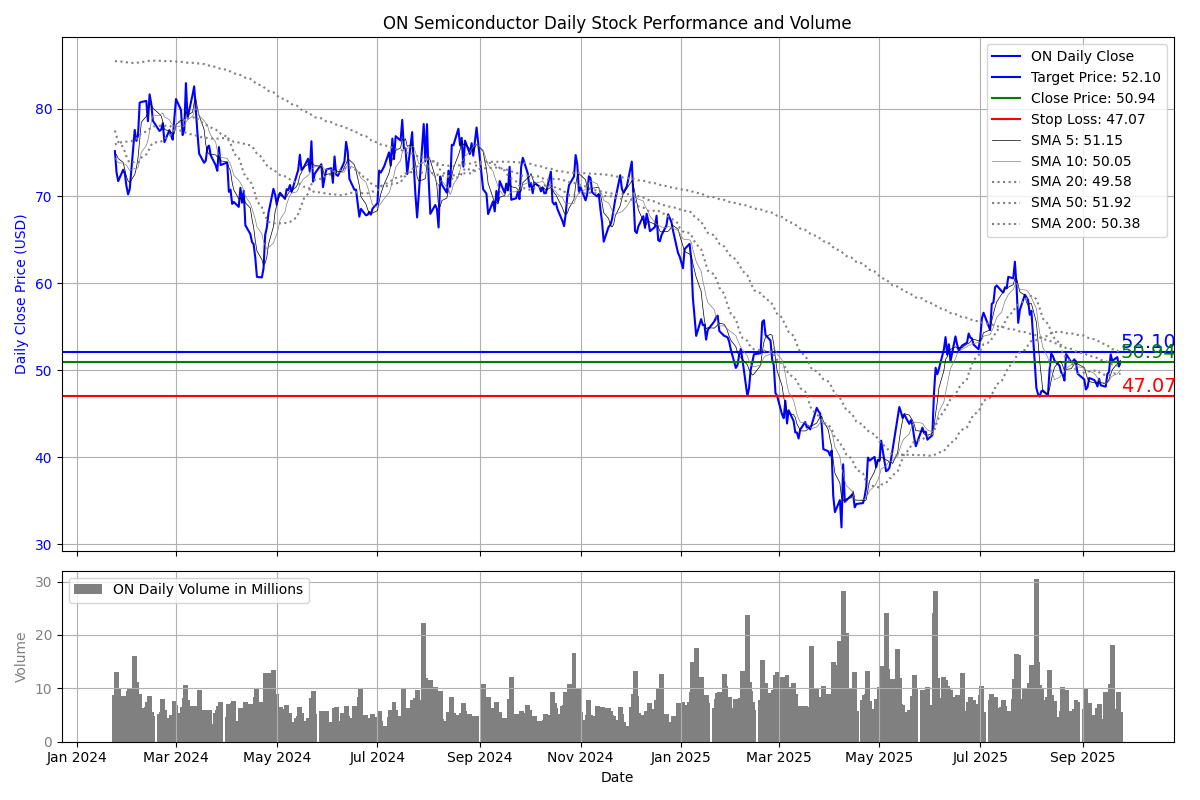 ON Semiconductor Daily Stock Performance and Volume
Daily Close Price (USD)
80
70
60
50
40
30
ON Daily Close
Target Price: 52.10
Close Price: 50.94
Stop Loss: 47.07
SMA 5: 51.15
SMA 10: 50.05
SMA 20: 49.58
SMA 50: 51.92
SMA 200: 50.38
52.10
50.94
47.07
Volume
30
20
10
0
ON Daily Volume in Millions
Jan 2024 Mar 2024 May 2024 Jul 2024 Sep 2024 Nov 2024 Jan 2025 Mar 2025 May 2025 Jul 2025 Sep 2025
Date